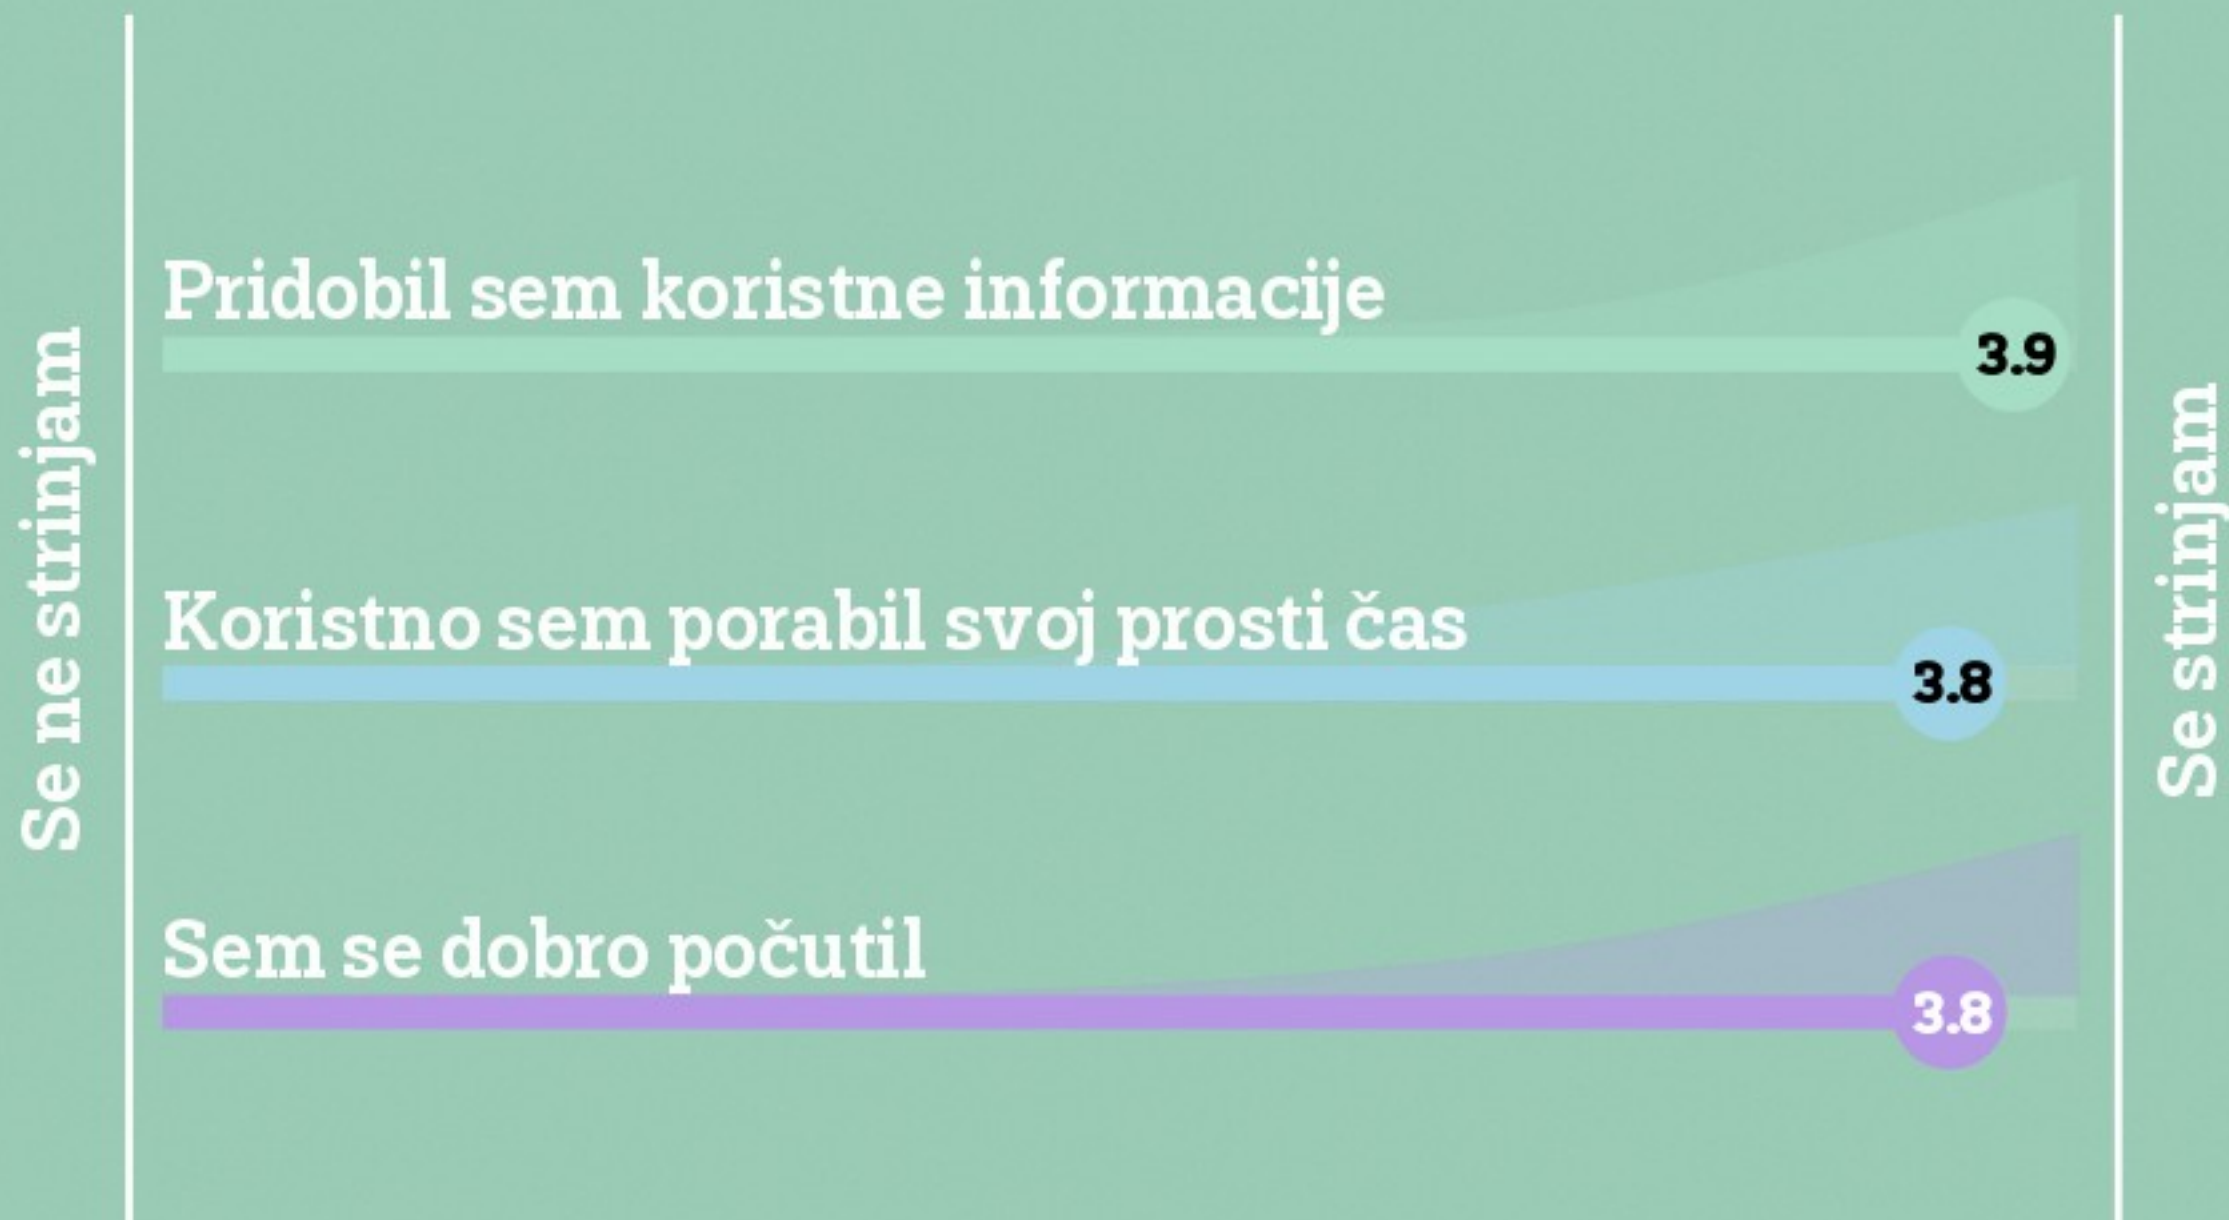 Se ne strinjam
Pridobil sem koristne informacije
3.9
Koristno sem porabil svoj prosti čas
3.8
Sem se dobro počutil
3.8
Se strinjam